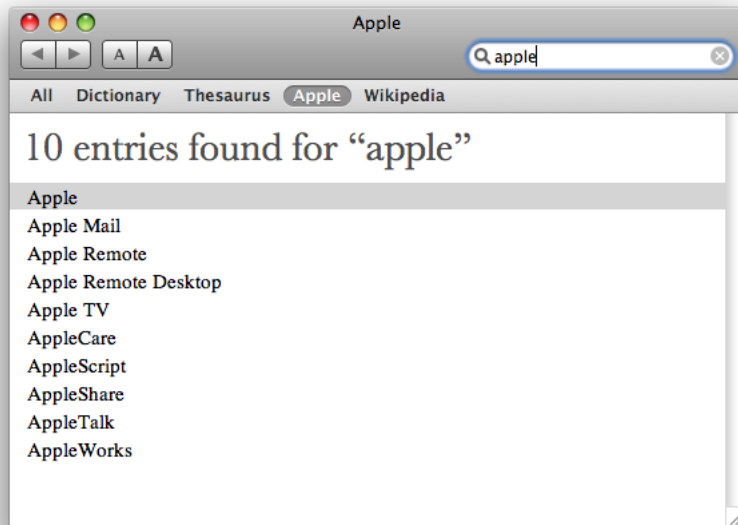 Apple
A A
apple
All Dictionary Thesaurus Apple Wikipedia
10 entries found for “apple”
Apple
Apple Mail
Apple Remote
Apple Remote Desktop
Apple TV
AppleCare
AppleScript
AppleShare
AppleTalk
AppleWorks